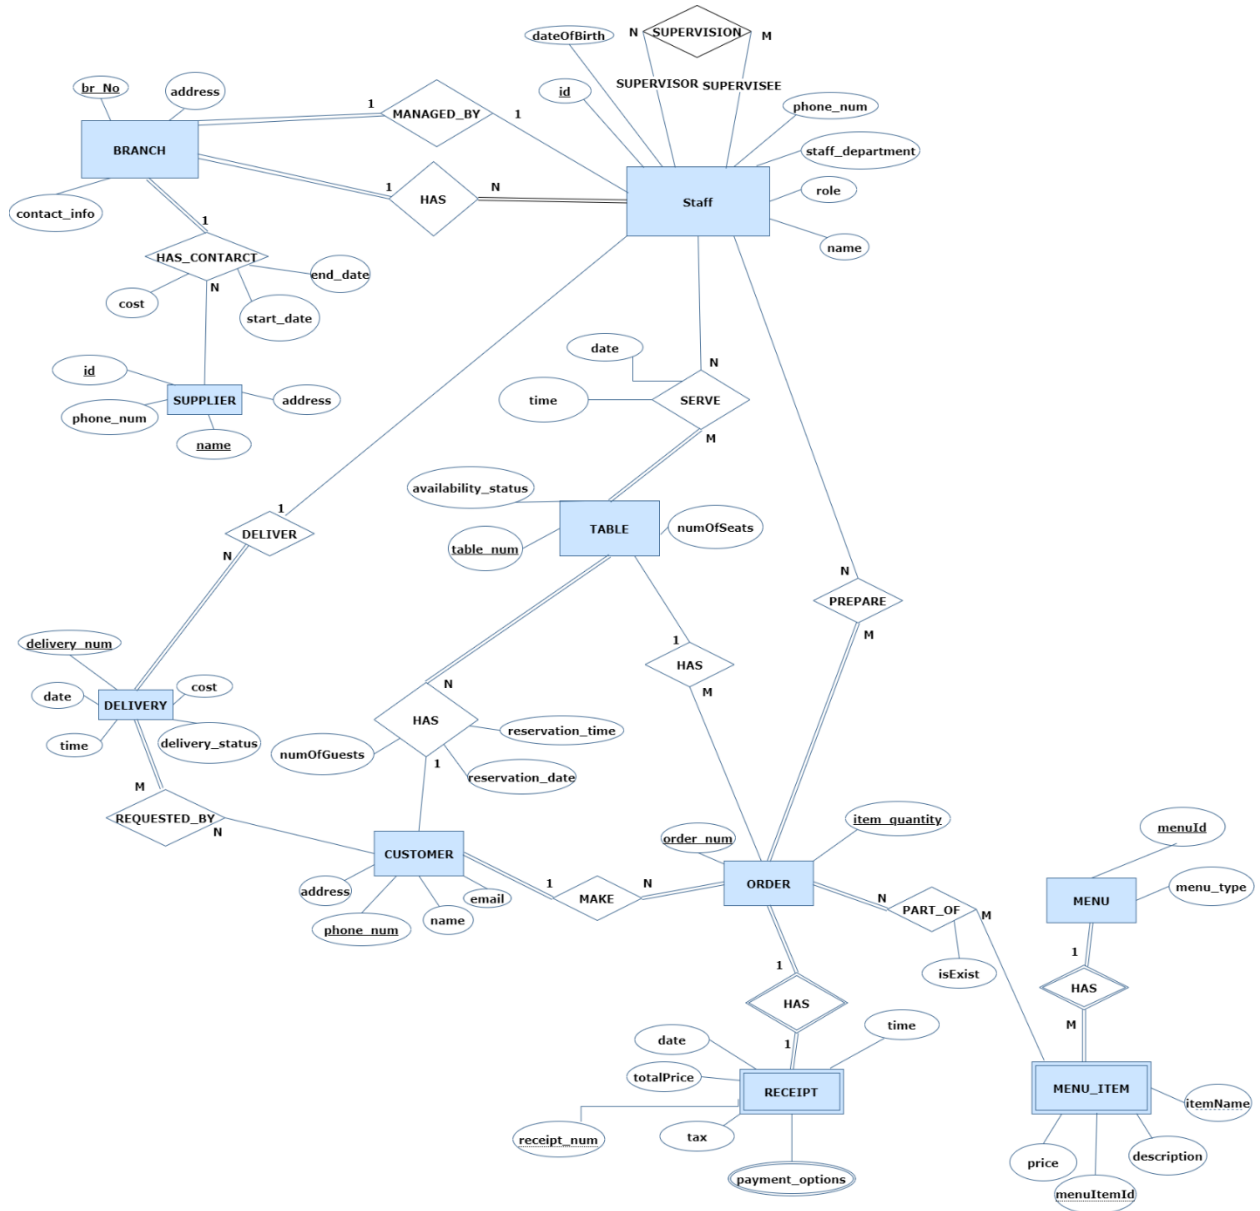 dateOfBirth
N
SUPERVISION
M
SUPERVISOR
SUPERVISEE
br_No
address
id
phone_num
1
MANAGED_BY
1
BRANCH
staff_department
contact_info
1
HAS
N
Staff
role
name
1
HAS_CONTARCT
N
end_date
cost
start_date
id
SUPPLIER
address
phone_num
name
date
N
time
SERVE
M
availability_status
table_num
TABLE
numOfSeats
1
DELIVER
N
N
PREPARE
M
1
HAS
M
delivery_num
cost
date
DELIVERY
time
delivery_status
N
HAS
reservation_time
numOfGuests
1
reservation_date
M
REQUESTED_BY
N
CUSTOMER
address
email
name
phone_num
1
MAKE
N
order_num
item_quantity
ORDER
N
PART_OF
M
isExist
menuId
MENU
menu_type
1
HAS
M
1
HAS
1
date
time
totalPrice
RECEIPT
receipt_num
tax
payment_options
MENU_ITEM
itemName
price
description
menuItemId